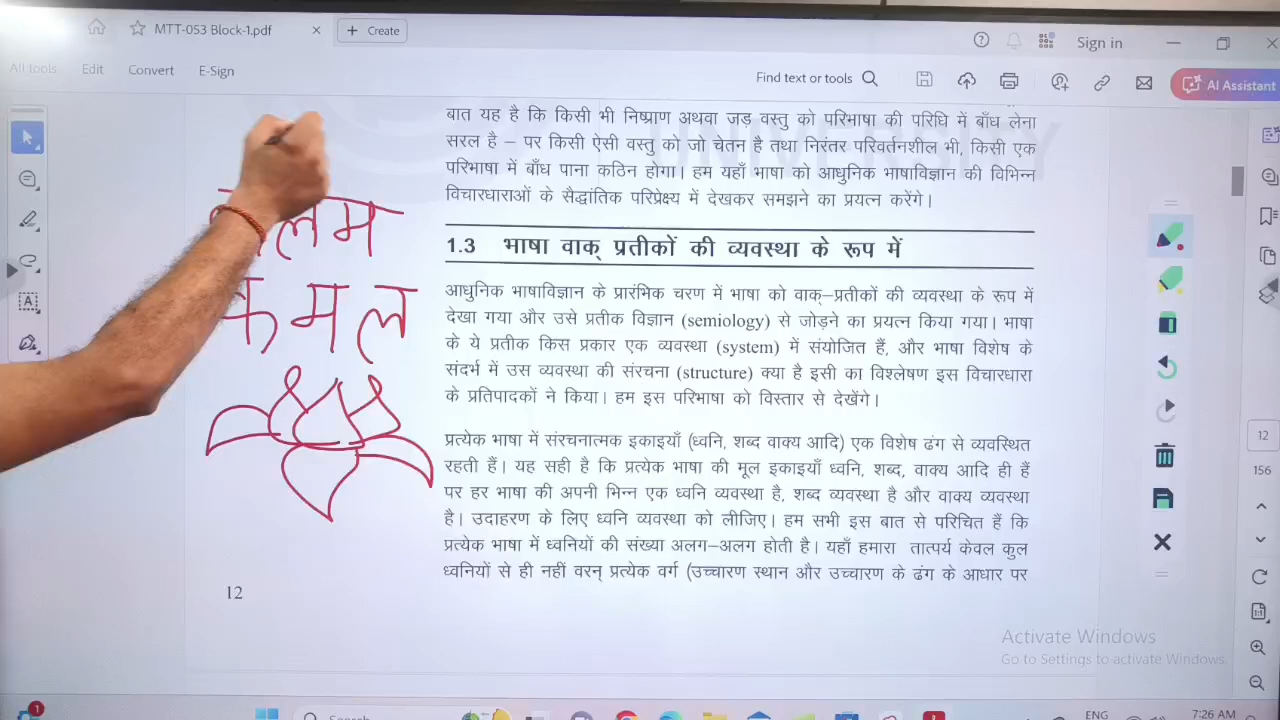 MTT-053 Block-1.pdf
Create
Sign in
All tools
Edit
Convert
E-Sign
Find text or tools
AI Assistant
बात यह है कि किसी भी निष्प्राण अथवा जड़ वस्तु को परिभाषा की परिधि में बाँध लेना
सरल है – पर किसी ऐसी वस्तु को जो चेतन है तथा निरंतर परिवर्तनशील भी, किसी एक
परिभाषा में बाँध पाना कठिन होगा। हम यहाँ भाषा को आधुनिक भाषाविज्ञान की विभिन्न
विचारधाराओं के सैद्धांतिक परिप्रेक्ष्य में देखकर समझने का प्रयत्न करेंगे।
UNIVERSITY
1.3 भाषा वाक् प्रतीकों की व्यवस्था के रूप में
आधुनिक भाषाविज्ञान के प्रारंभिक चरण में भाषा को वाक्–प्रतीकों की व्यवस्था के रूप में
देखा गया और उसे प्रतीक विज्ञान (semiology) से जोड़ने का प्रयत्न किया गया। भाषा
के ये प्रतीक किस प्रकार एक व्यवस्था (system) में संयोजित हैं, और भाषा विशेष के
संदर्भ में उस व्यवस्था की संरचना (structure) क्या है इसी का विश्लेषण इस विचारधारा
के प्रतिपादकों ने किया। हम इस परिभाषा को विस्तार से देखेंगे।
प्रत्येक भाषा में संरचनात्मक इकाइयाँ (ध्वनि, शब्द वाक्य आदि) एक विशेष ढंग से व्यवस्थित
रहती हैं। यह सही है कि प्रत्येक भाषा की मूल इकाइयाँ ध्वनि, शब्द, वाक्य आदि ही हैं
पर हर भाषा की अपनी भिन्न एक ध्वनि व्यवस्था है, शब्द व्यवस्था है और वाक्य व्यवस्था
है। उदाहरण के लिए ध्वनि व्यवस्था को लीजिए। हम सभी इस बात से परिचित हैं कि
प्रत्येक भाषा में ध्वनियों की संख्या अलग–अलग होती है। यहाँ हमारा तात्पर्य केवल कुल
ध्वनियों से ही नहीं वरन् प्रत्येक वर्ग (उच्चारण स्थान और उच्चारण के ढंग के आधार पर
लम
कमल
12
12
156
Activate Windows
Go to Settings to activate Windows.
1
ENG
7:26 AM